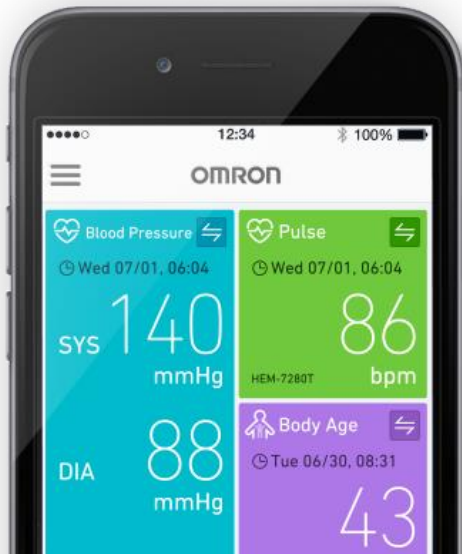 12:34
100%
OMRON
Blood Pressure
Wed 07/01, 06:04
SYS 140
mmHg
DIA 88
mmHg
Pulse
Wed 07/01, 06:04
86
HEM-7280T bpm
Body Age
Tue 06/30, 08:31
43